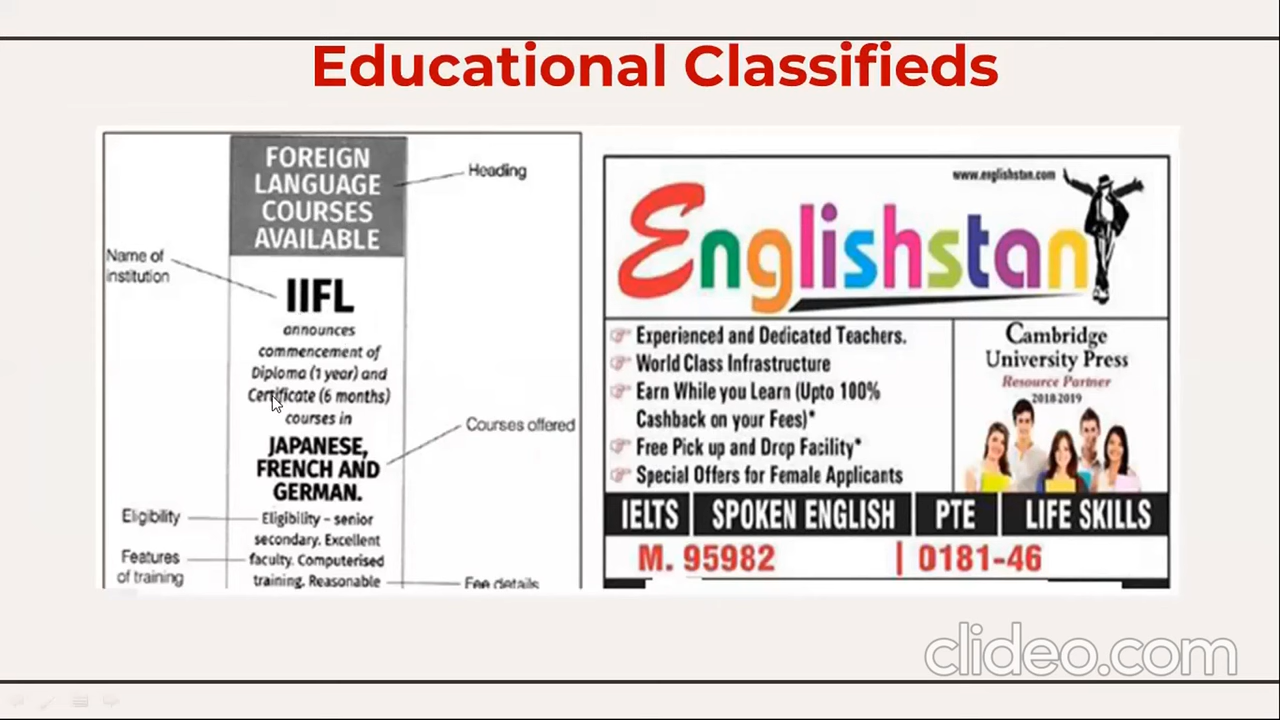 Educational Classifieds
FOREIGN
LANGUAGE
COURSES
AVAILABLE
Heading
Name of
institution
IIFL
announces
commencement of
Diploma (1 year) and
Certificate (6 months)
courses in
Courses offered
JAPANESE,
FRENCH AND
GERMAN.
Eligibility
Eligibility – senior
secondary. Excellent
Features
of training
faculty. Computerised
training. Reasonable
Fee details
www.englishstan.com
Englishstan
Experienced and Dedicated Teachers.
World Class Infrastructure
Earn While you Learn (Upto 100%
Cashback on your Fees)*
Free Pick up and Drop Facility*
Special Offers for Female Applicants
Cambridge
University Press
Resource Partner
2018-2019
IELTS SPOKEN ENGLISH PTE LIFE SKILLS
M. 95982 | 0181-46
clideo.com